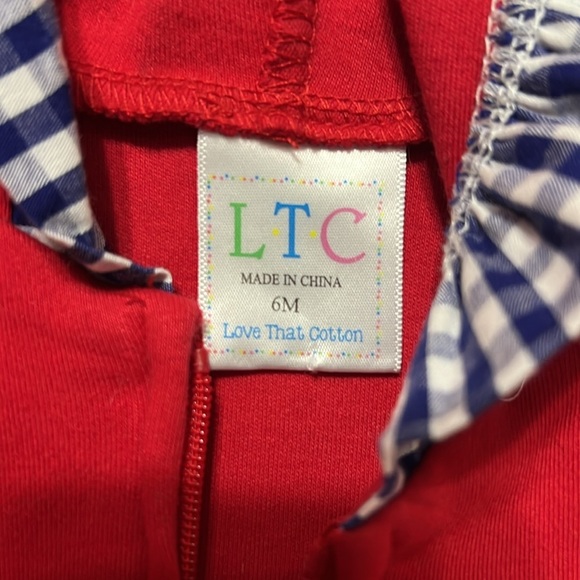 L·T·C
MADE IN CHINA
6M
Love That Cotton